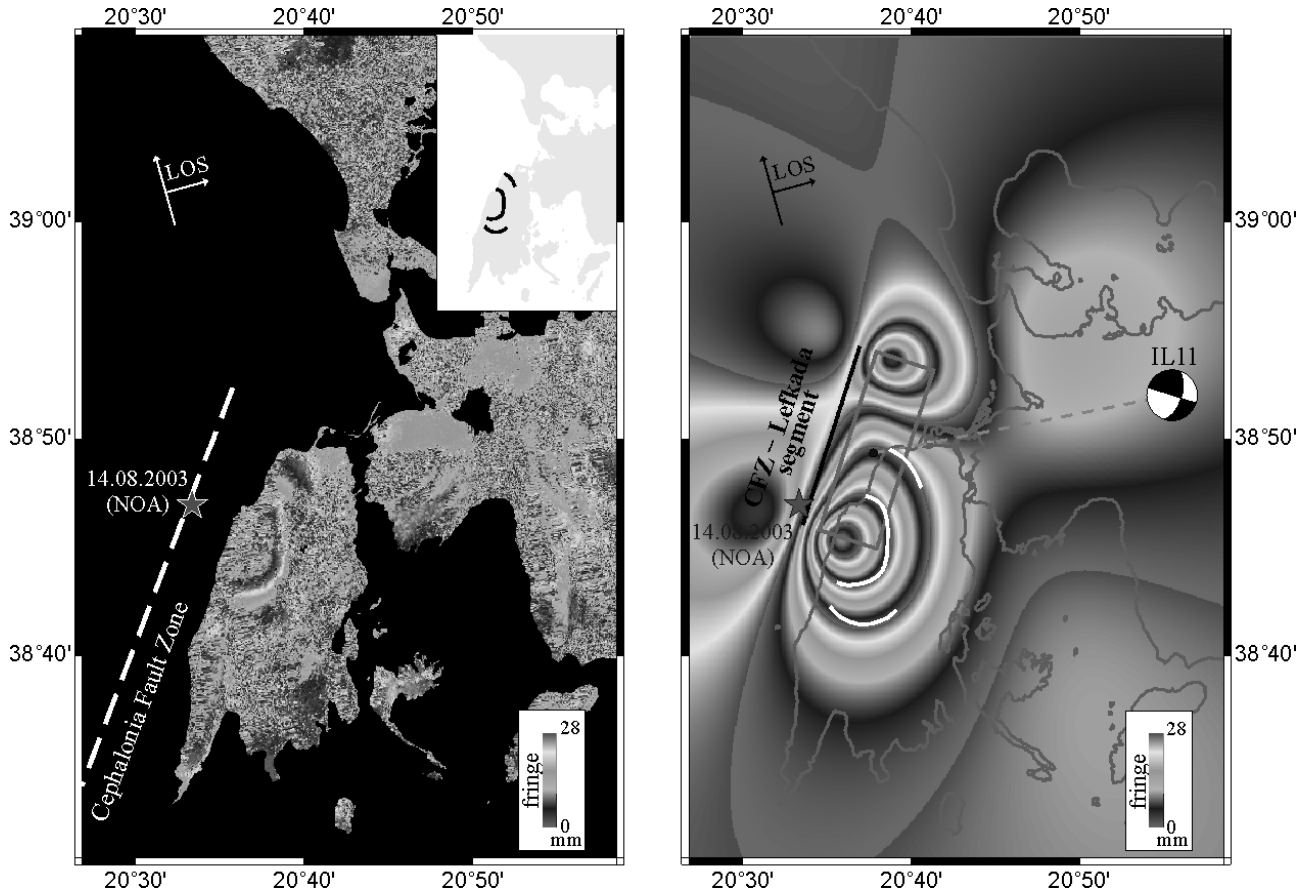 20°30'
20°40'
20°50'
20°30'
20°40'
20°50'
LOS
39°00'
38°50'
38°40'
14.08.2003
(NOA)
Cephalonia Fault Zone
28
fringe
0
mm
20°30'
20°40'
20°50'
LOS
39°00'
38°50'
38°40'
IL11
CFZ – Lefkada
segment
14.08.2003
(NOA)
28
fringe
0
mm
20°30'
20°40'
20°50'